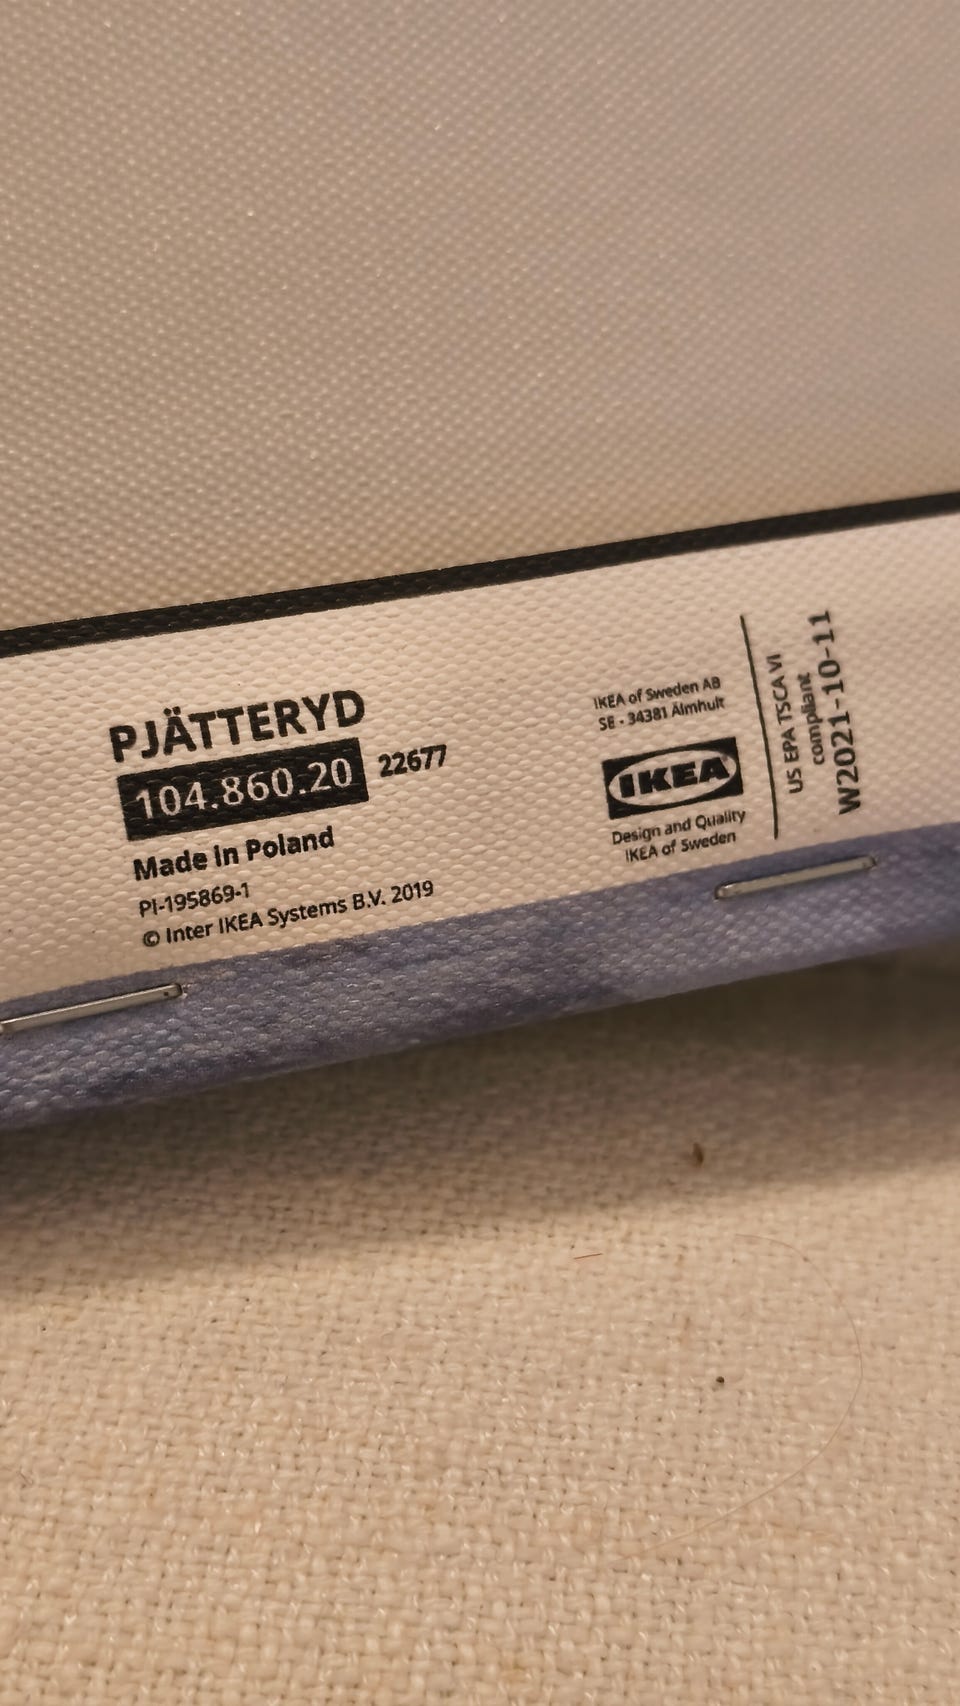 PJÄTTERYD
104.860.20 22677
Made in Poland
PI-195869-1
© Inter IKEA Systems B.V. 2019
IKEA of Sweden AB
SE - 34381 Älmhult
IKEA
Design and Quality
IKEA of Sweden
US EPA TSCA VI
compliant
W2021-10-11